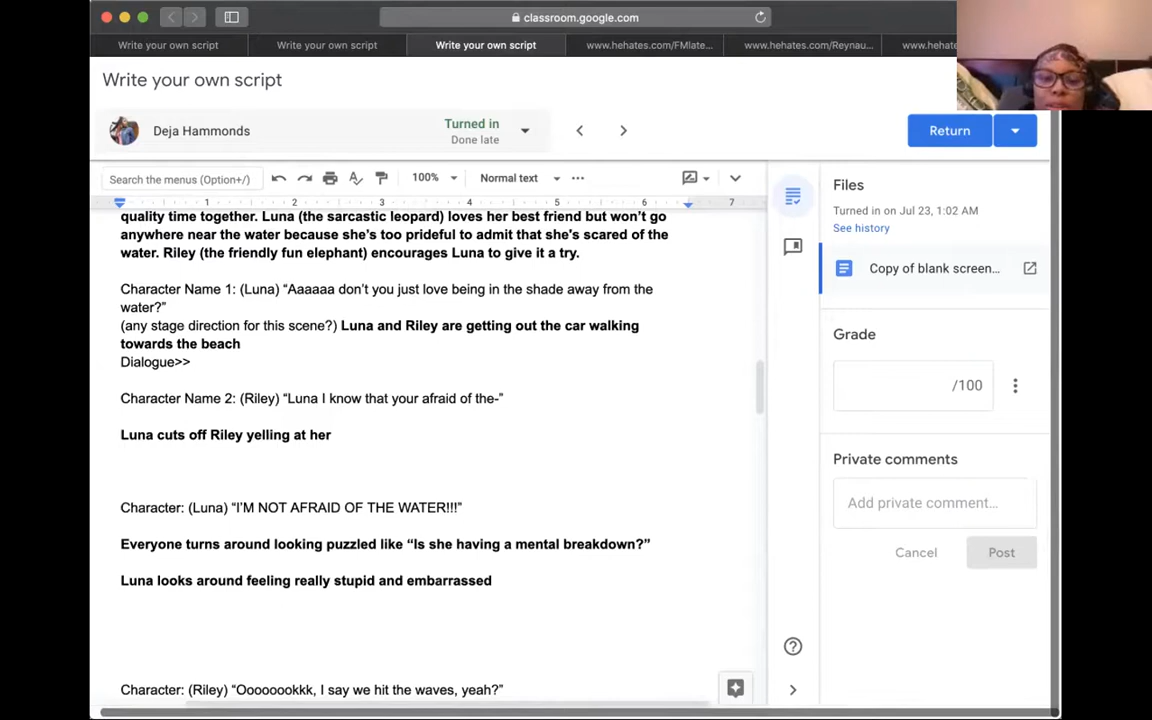 classroom.google.com
Write your own script
Write your own script
Write your own script
www.hehates.com/FMlate...
www.hehates.com/Reynau...
www.hehates
Write your own script
Deja Hammonds
Turned in
Done late
Return
Search the menus (Option+/)
100%
Normal text
1 2 3 4 5 6 7
quality time together. Luna (the sarcastic leopard) loves her best friend but won't go
anywhere near the water because she's too prideful to admit that she's scared of the
water. Riley (the friendly fun elephant) encourages Luna to give it a try.
Character Name 1: (Luna) “Aaaaaa don't you just love being in the shade away from the
water?”
(any stage direction for this scene?) Luna and Riley are getting out the car walking
towards the beach
Dialogue>>
Character Name 2: (Riley) “Luna I know that your afraid of the-”
Luna cuts off Riley yelling at her
Character: (Luna) “I'M NOT AFRAID OF THE WATER!!!”
Everyone turns around looking puzzled like “Is she having a mental breakdown?”
Luna looks around feeling really stupid and embarrassed
Character: (Riley) “Oooooookkk, I say we hit the waves, yeah?”
Files
Turned in on Jul 23, 1:02 AM
See history
Copy of blank screen...
Grade
/100
Private comments
Add private comment...
Cancel
Post